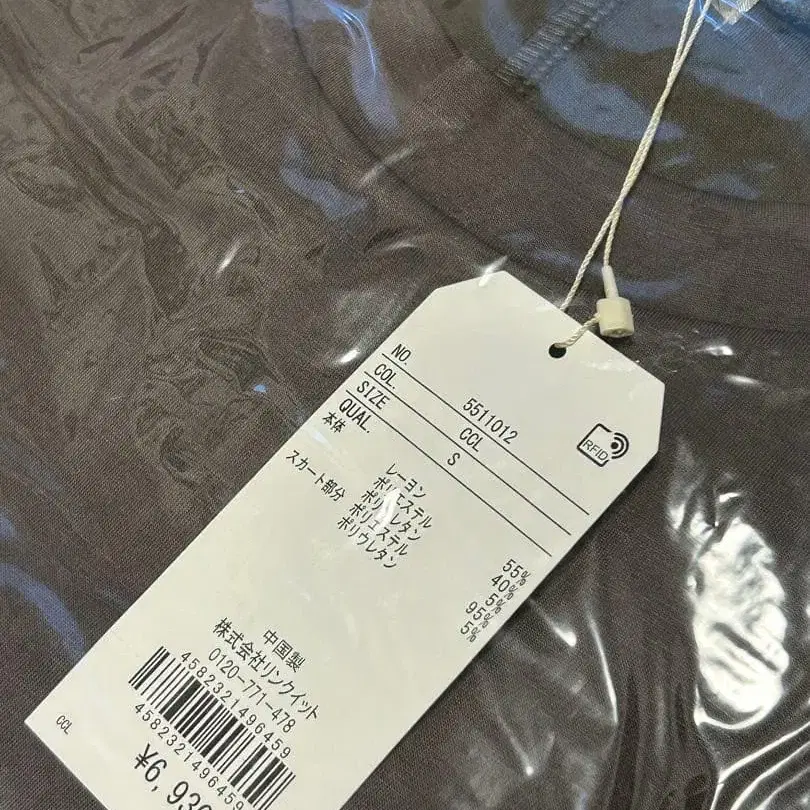 NO. 5511012
COL. CCL
SIZE S
QUAL.
本体 レーヨン 55%
ポリエステル 40%
ポリウレタン 5%
スカート部分 ポリエステル 95%
ポリウレタン 5%
中国製
株式会社リンクイット
0120-771-478
4582321496459
4582321496459
¥6,93
CCL
RFID